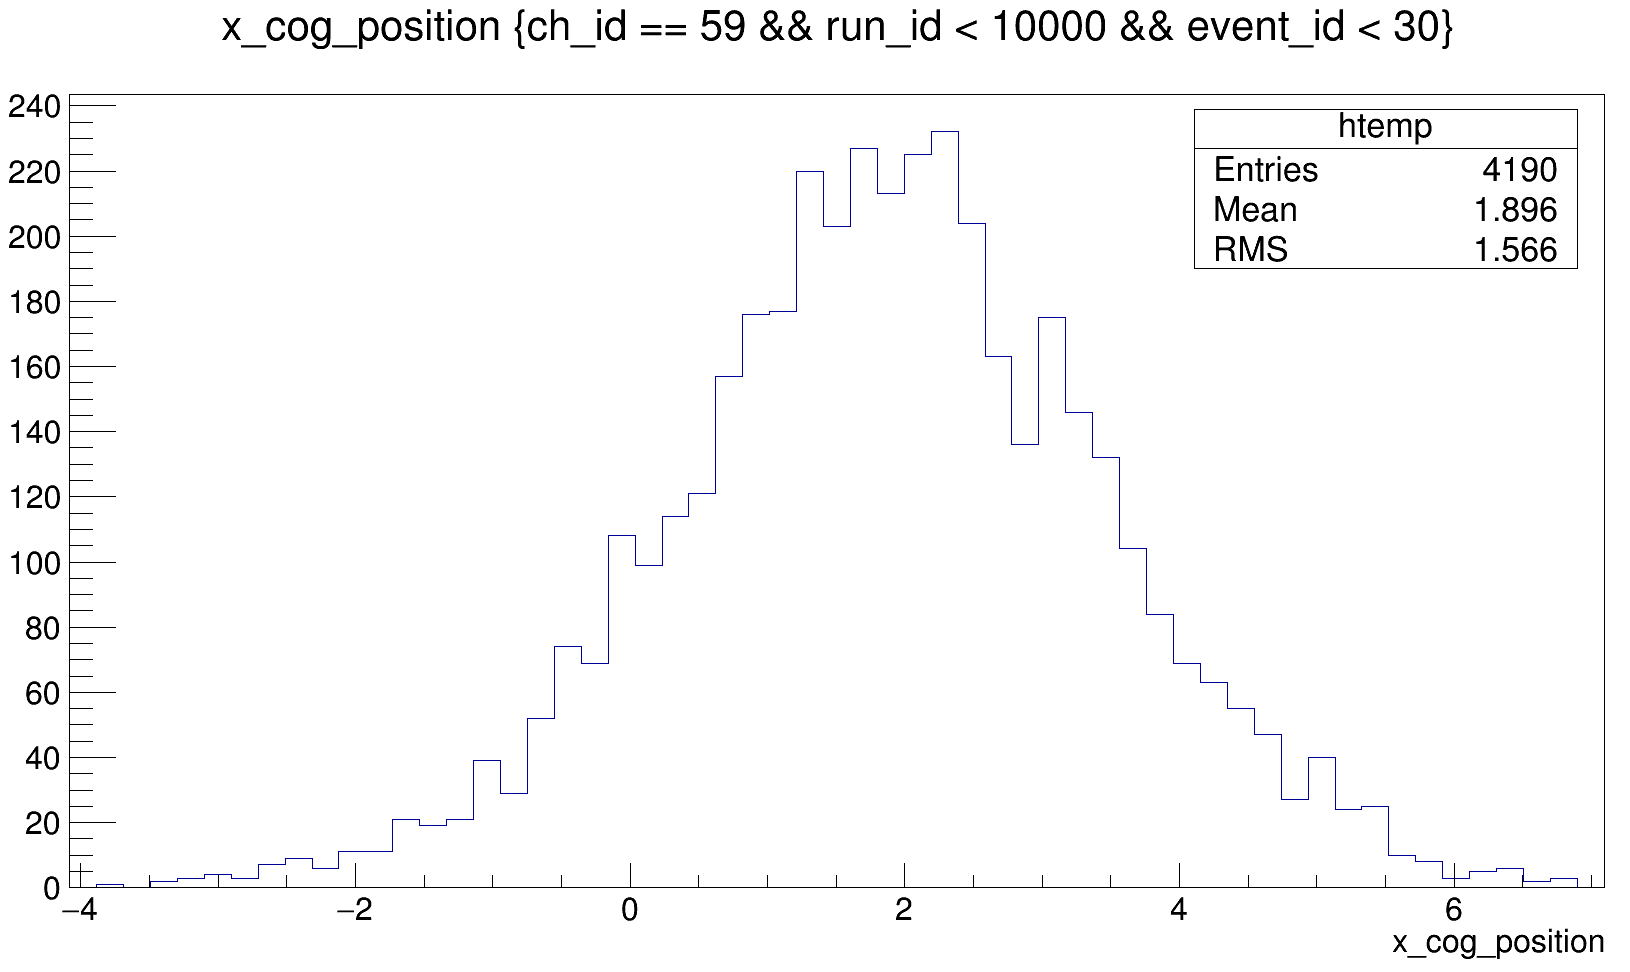 x_cog_position {ch_id == 59 && run_id < 10000 && event_id < 30}
htemp
Entries 4190
Mean 1.896
RMS 1.566
240
220
200
180
160
140
120
100
80
60
40
20
0
−4 −2 0 2 4 6
x_cog_position